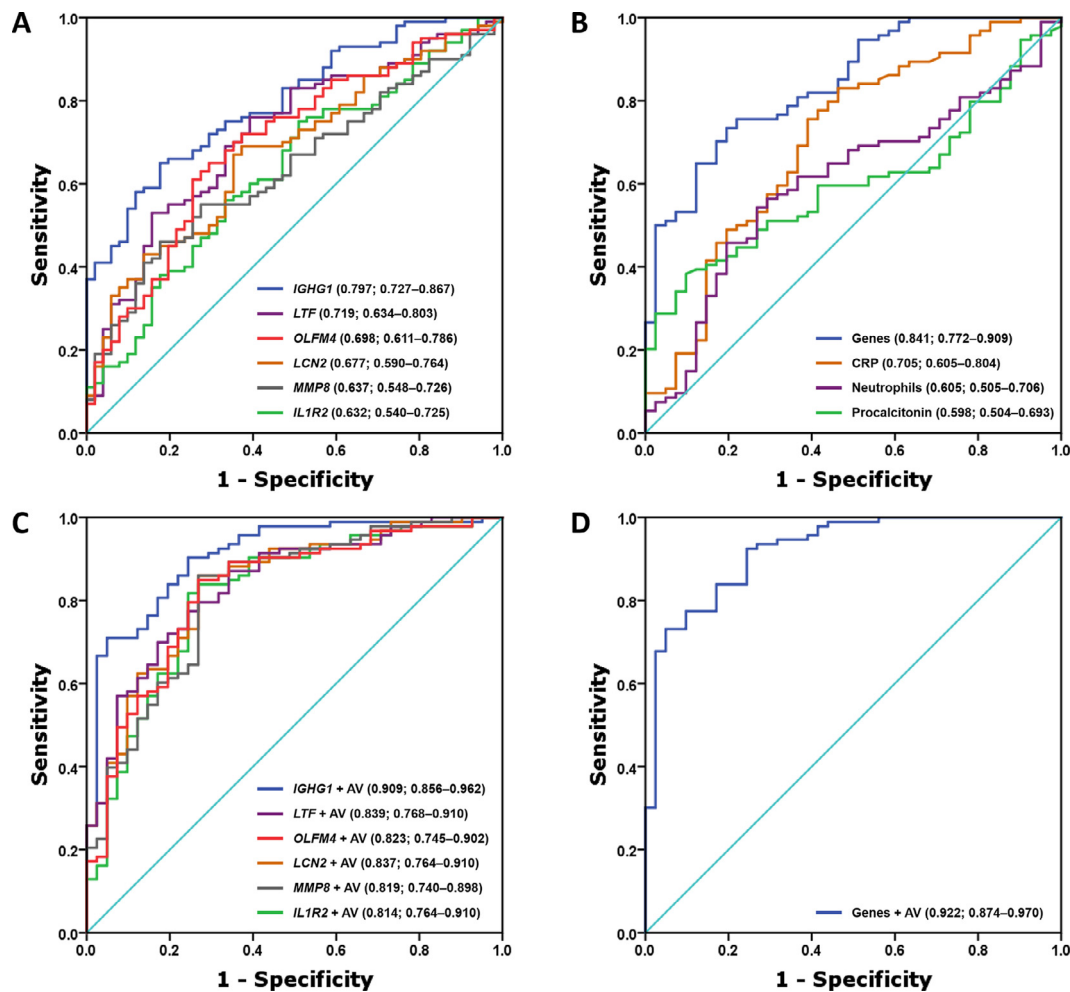 A
Sensitivity
1.0
0.8
0.6
0.4
0.2
0.0
IGHG1 (0.797; 0.727–0.867)
LTF (0.719; 0.634–0.803)
OLFM4 (0.698; 0.611–0.786)
LCN2 (0.677; 0.590–0.764)
MMP8 (0.637; 0.548–0.726)
IL1R2 (0.632; 0.540–0.725)
0.0 0.2 0.4 0.6 0.8 1.0
1 - Specificity
B
Sensitivity
1.0
0.8
0.6
0.4
0.2
0.0
Genes (0.841; 0.772–0.909)
CRP (0.705; 0.605–0.804)
Neutrophils (0.605; 0.505–0.706)
Procalcitonin (0.598; 0.504–0.693)
0.0 0.2 0.4 0.6 0.8 1.0
1 - Specificity
C
Sensitivity
1.0
0.8
0.6
0.4
0.2
0.0
IGHG1 + AV (0.909; 0.856–0.962)
LTF + AV (0.839; 0.768–0.910)
OLFM4 + AV (0.823; 0.745–0.902)
LCN2 + AV (0.837; 0.764–0.910)
MMP8 + AV (0.819; 0.740–0.898)
IL1R2 + AV (0.814; 0.764–0.910)
0.0 0.2 0.4 0.6 0.8 1.0
1 - Specificity
D
Sensitivity
1.0
0.8
0.6
0.4
0.2
0.0
Genes + AV (0.922; 0.874–0.970)
0.0 0.2 0.4 0.6 0.8 1.0
1 - Specificity